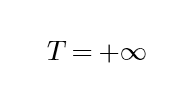 T = +∞